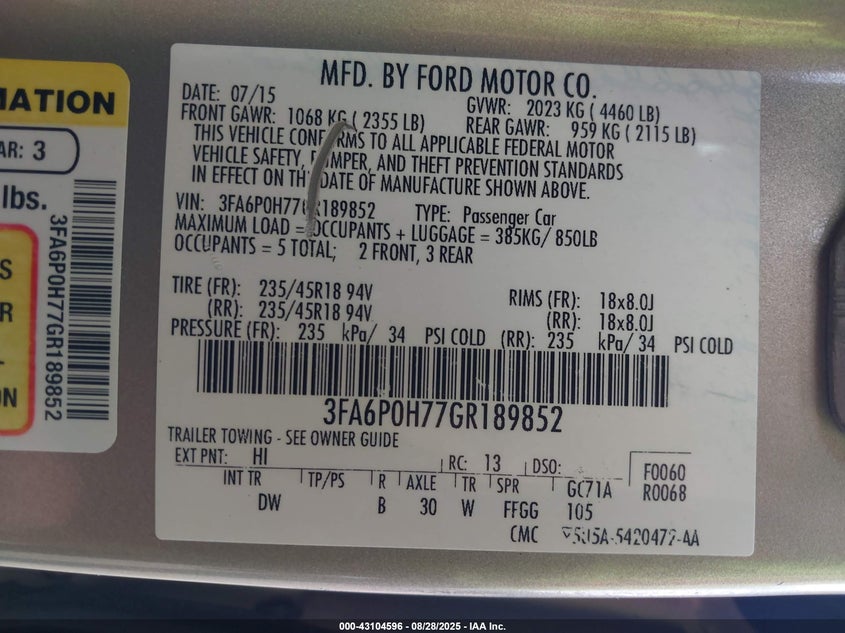 MATION
AR: 3
lbs.
3FA6P0H77GR189852
S
R
ON
MFD. BY FORD MOTOR CO.
DATE: 07/15 GVWR: 2023 KG ( 4460 LB)
FRONT GAWR: 1068 KG ( 2355 LB) REAR GAWR: 959 KG ( 2115 LB)
THIS VEHICLE CONFORMS TO ALL APPLICABLE FEDERAL MOTOR
VEHICLE SAFETY, BUMPER, AND THEFT PREVENTION STANDARDS
IN EFFECT ON THE DATE OF MANUFACTURE SHOWN ABOVE.
VIN: 3FA6P0H77GR189852 TYPE: Passenger Car
MAXIMUM LOAD = OCCUPANTS + LUGGAGE = 385KG/ 850LB
OCCUPANTS = 5 TOTAL; 2 FRONT, 3 REAR
TIRE (FR): 235/45R18 94V RIMS (FR): 18x8.0J
(RR): 235/45R18 94V (RR): 18x8.0J
PRESSURE (FR): 235 kPa/ 34 PSI COLD (RR): 235 kPa/ 34 PSI COLD
3FA6P0H77GR189852
TRAILER TOWING - SEE OWNER GUIDE
EXT PNT: HI RC: 13 DSO: F0060
INT TR TP/PS R AXLE TR SPR GC71A R0068
DW B 30 W FFGG 105
CMC 5U5A-5420472-AA
000-43104596 - 08/28/2025 - IAA Inc.